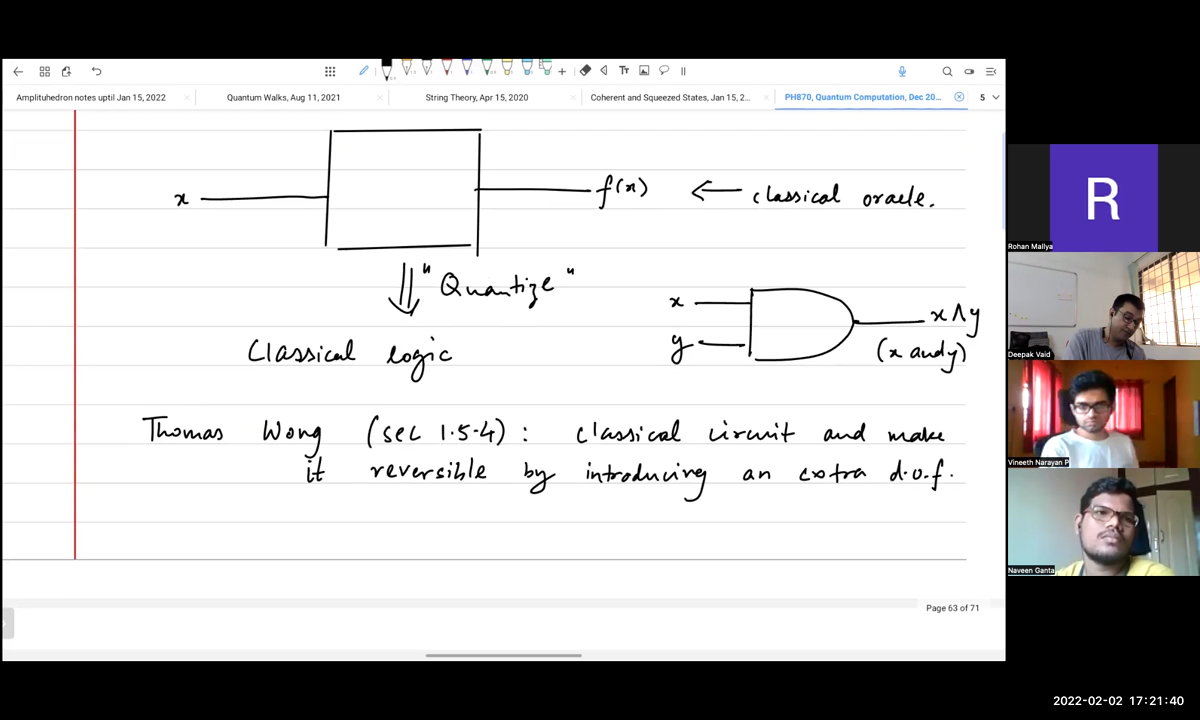 Amplituhedron notes uptil Jan 15, 2022
Quantum Walks, Aug 11, 2021
String Theory, Apr 15, 2020
Coherent and Squeezed States, Jan 15, 2...
PH870, Quantum Computation, Dec 20...
5
Tт
x
f(x) ← classical oracle.
⇓ "Quantize"
x
y
x ∧ y
(x and y)
Classical logic
Thomas Wong (sec 1.5.4) : classical circuit and make
it reversible by introducing an extra d.o.f.
Page 63 of 71
R
Rohan Mallya
Deepak Vaid
Vineeth Narayan P
Naveen Ganta
2022-02-02 17:21:40